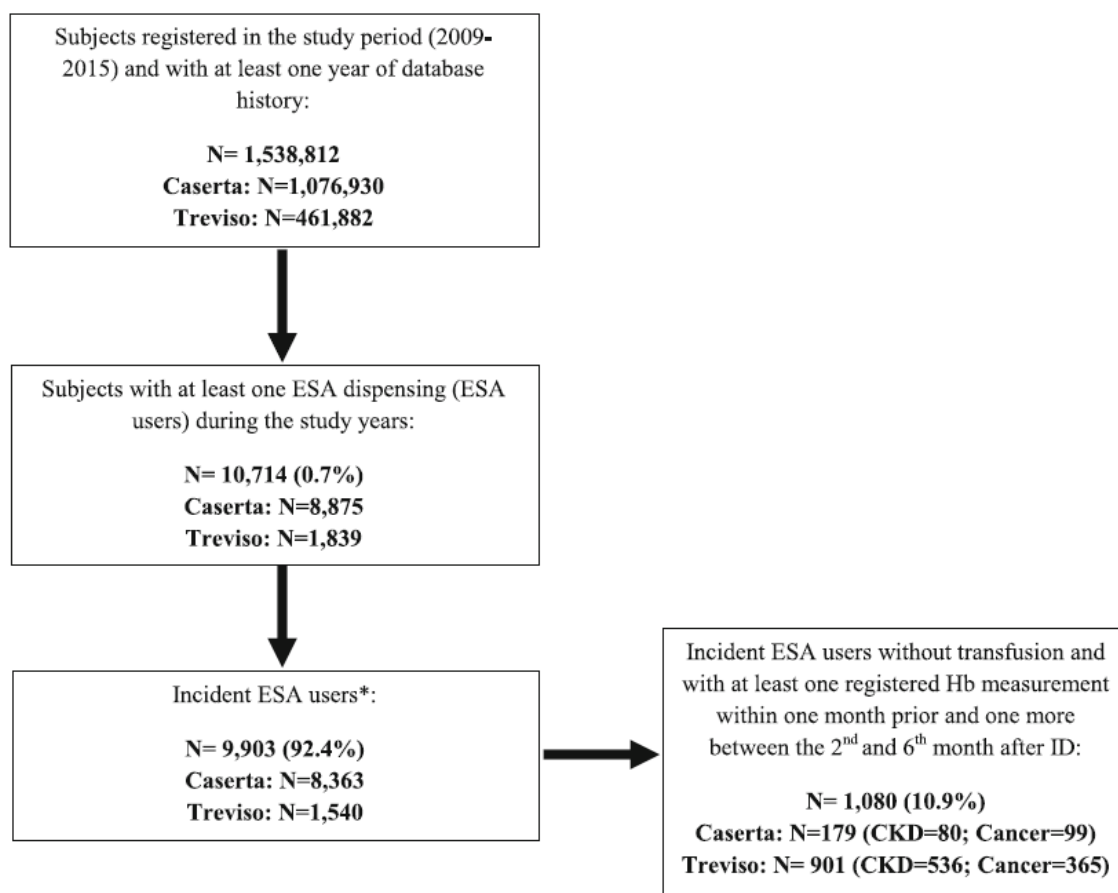 Subjects registered in the study period (2009-
2015) and with at least one year of database
history:
N= 1,538,812
Caserta: N=1,076,930
Treviso: N=461,882
Subjects with at least one ESA dispensing (ESA
users) during the study years:
N= 10,714 (0.7%)
Caserta: N=8,875
Treviso: N=1,839
Incident ESA users*:
N= 9,903 (92.4%)
Caserta: N=8,363
Treviso: N=1,540
Incident ESA users without transfusion and
with at least one registered Hb measurement
within one month prior and one more
between the 2nd and 6th month after ID:
N= 1,080 (10.9%)
Caserta: N=179 (CKD=80; Cancer=99)
Treviso: N= 901 (CKD=536; Cancer=365)